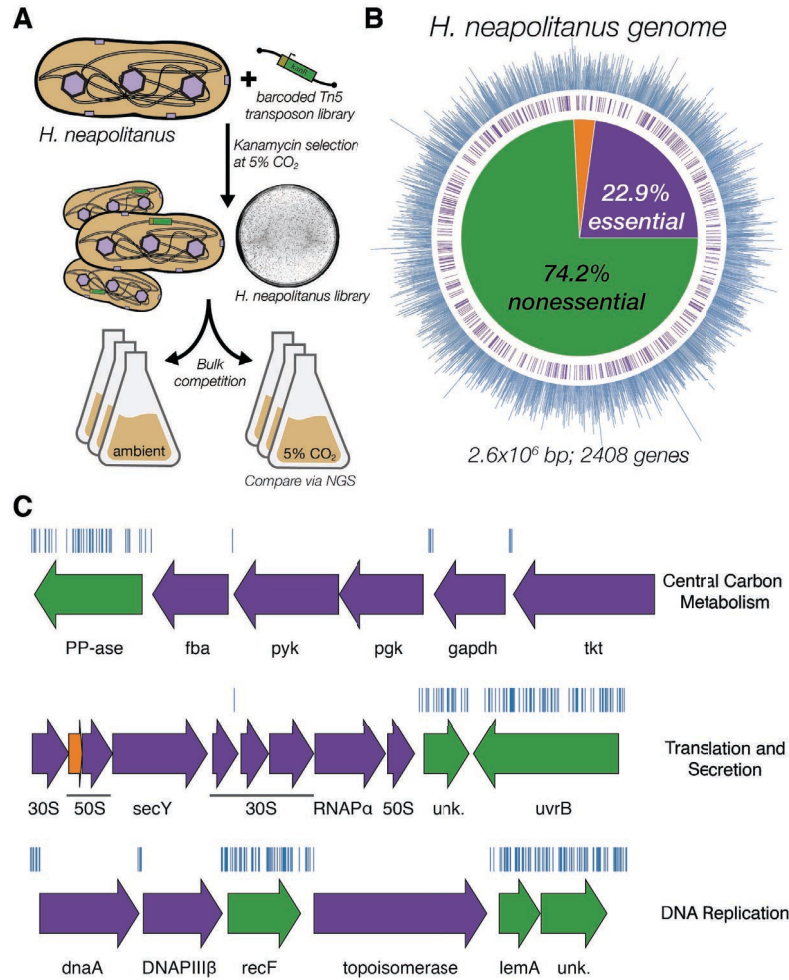 A
H. neapolitanus
+
kanR
barcoded Tn5
transposon library
Kanamycin selection
at 5% CO₂
H. neapolitanus library
Bulk
competition
ambient
5% CO₂
Compare via NGS
B
H. neapolitanus genome
22.9%
essential
74.2%
nonessential
2.6x10⁶ bp; 2408 genes
C
PP-ase fba pyk pgk gapdh tkt
Central Carbon
Metabolism
30S 50S secY 30S RNAPα 50S unk. uvrB
Translation and
Secretion
dnaA DNAPIIIβ recF topoisomerase lemA unk.
DNA Replication